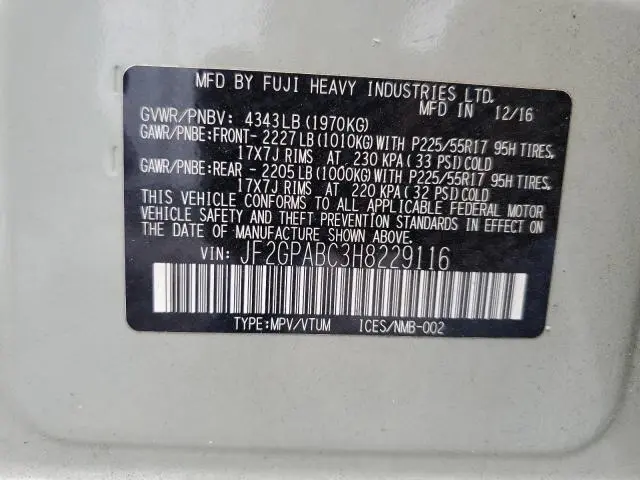 MFD BY FUJI HEAVY INDUSTRIES LTD.
MFD IN 12/16
GVWR/PNBV: 4343LB (1970KG)
GAWR/PNBE:FRONT- 2227LB (1010KG) WITH P225/55R17 95H TIRES,
17X7J RIMS AT 230 KPA (33 PSI) COLD
GAWR/PNBE:REAR - 2205LB (1000KG) WITH P225/55R17 95H TIRES,
17X7J RIMS AT 220 KPA (32 PSI) COLD
THIS VEHICLE CONFORMS TO ALL APPLICABLE FEDERAL MOTOR
VEHICLE SAFETY AND THEFT PREVENTION STANDARDS IN EFFECT ON
THE DATE OF MANUFACTURE SHOWN ABOVE.
VIN: JF2GPABC3H8229116
TYPE:MPV/VTUM ICES/NMB-002